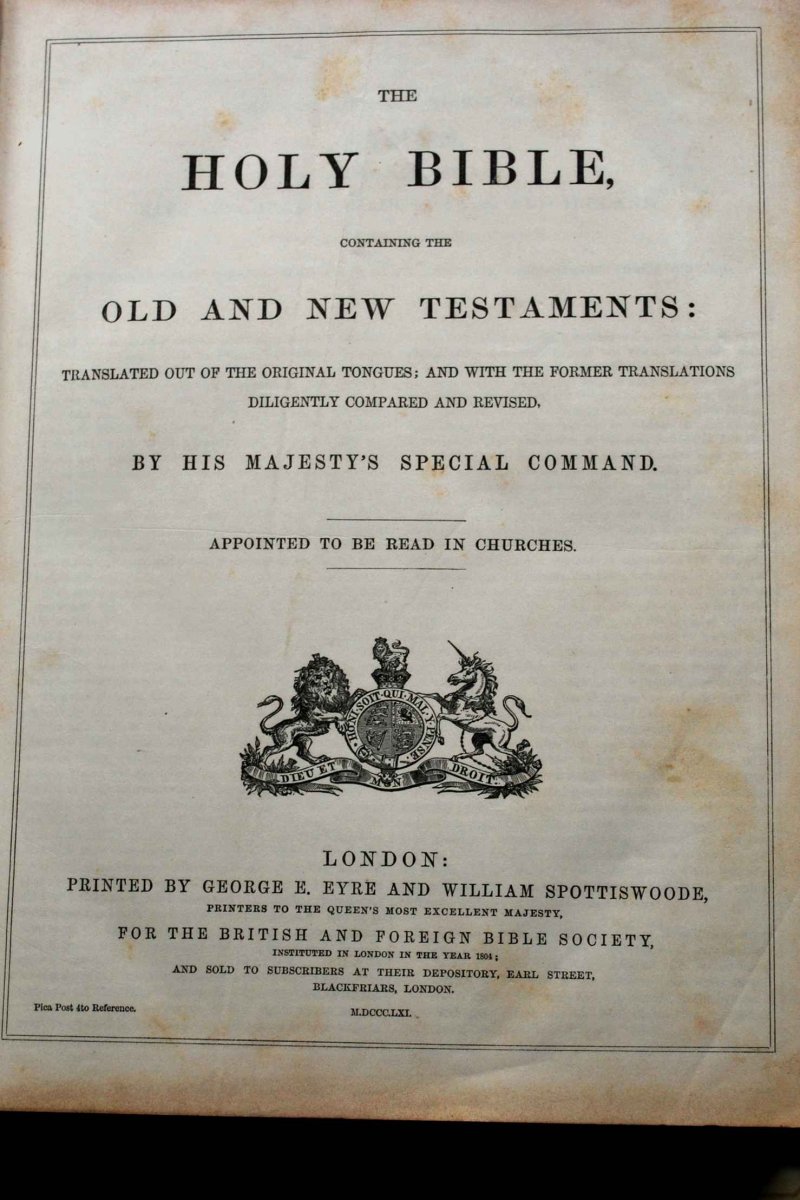 THE
HOLY BIBLE,
CONTAINING THE
OLD AND NEW TESTAMENTS:
TRANSLATED OUT OF THE ORIGINAL TONGUES; AND WITH THE FORMER TRANSLATIONS
DILIGENTLY COMPARED AND REVISED,
BY HIS MAJESTY'S SPECIAL COMMAND.
APPOINTED TO BE READ IN CHURCHES.
HONI·SOIT·QUI·MAL·Y·PENSE
DIEU ET MON DROIT.
LONDON:
PRINTED BY GEORGE E. EYRE AND WILLIAM SPOTTISWOODE,
PRINTERS TO THE QUEEN'S MOST EXCELLENT MAJESTY,
FOR THE BRITISH AND FOREIGN BIBLE SOCIETY,
INSTITUTED IN LONDON IN THE YEAR 1804;
AND SOLD TO SUBSCRIBERS AT THEIR DEPOSITORY, EARL STREET,
BLACKFRIARS, LONDON.
Pica Post 4to Reference.
M.DCCC.LXI.